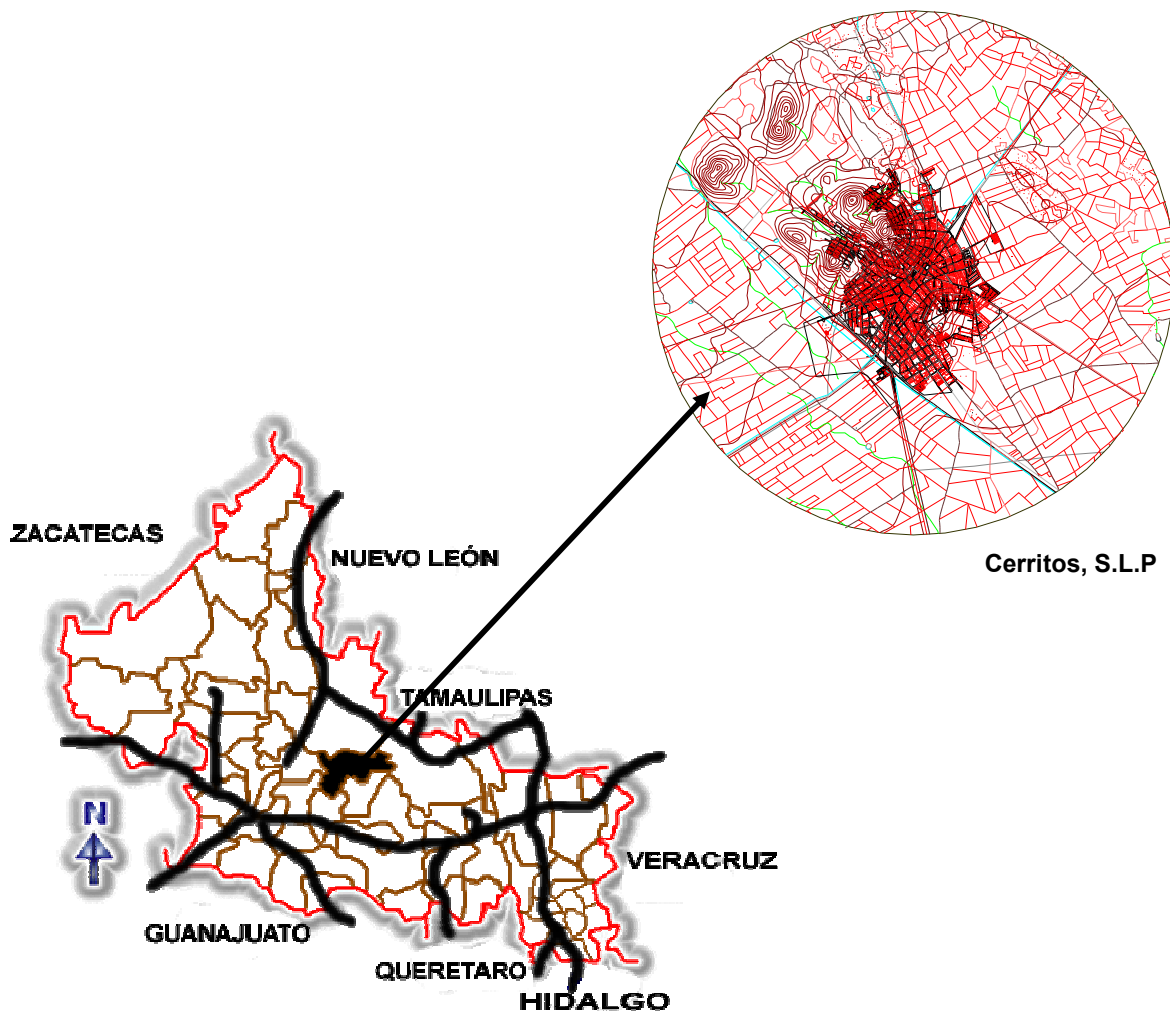 Cerritos, S.L.P
ZACATECAS
NUEVO LEÓN
TAMAULIPAS
N
VERACRUZ
GUANAJUATO
QUERETARO
HIDALGO